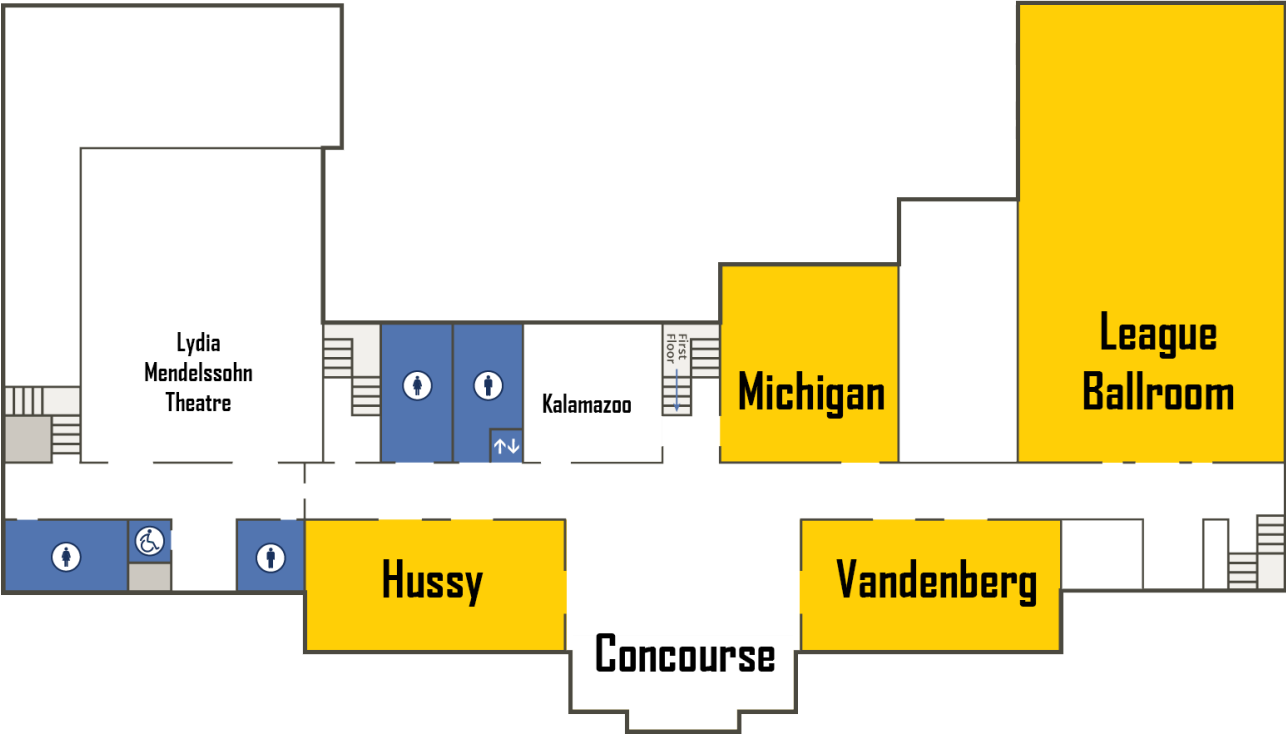 League
Ballroom
Lydia
Mendelssohn
Theatre
First
Floor
Michigan
Kalamazoo
Hussy
Vandenberg
Concourse